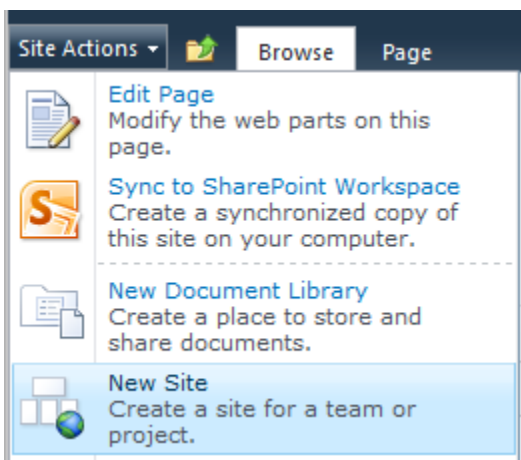 Site Actions Browse Page
Edit Page
Modify the web parts on this
page.
Sync to SharePoint Workspace
Create a synchronized copy of
this site on your computer.
New Document Library
Create a place to store and
share documents.
New Site
Create a site for a team or
project.